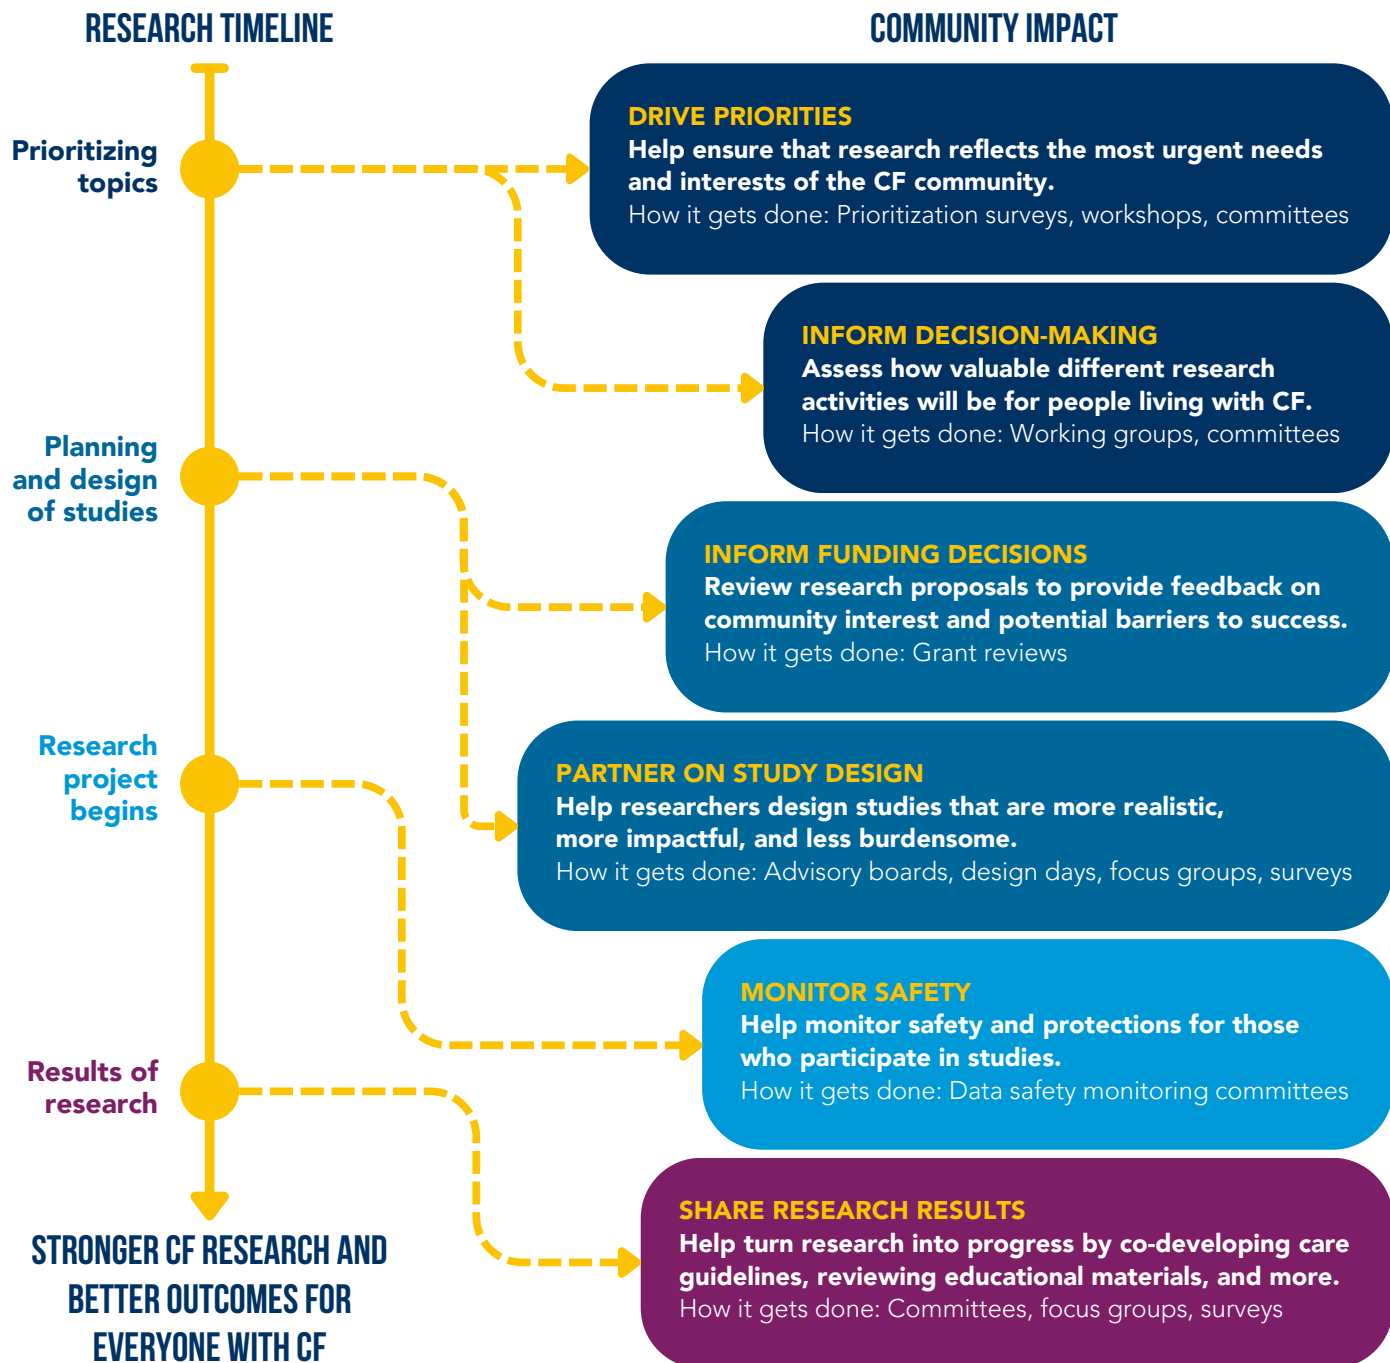 RESEARCH TIMELINE
COMMUNITY IMPACT
Prioritizing
topics
DRIVE PRIORITIES
Help ensure that research reflects the most urgent needs
and interests of the CF community.
How it gets done: Prioritization surveys, workshops, committees
INFORM DECISION-MAKING
Assess how valuable different research
activities will be for people living with CF.
How it gets done: Working groups, committees
Planning
and design
of studies
INFORM FUNDING DECISIONS
Review research proposals to provide feedback on
community interest and potential barriers to success.
How it gets done: Grant reviews
PARTNER ON STUDY DESIGN
Help researchers design studies that are more realistic,
more impactful, and less burdensome.
How it gets done: Advisory boards, design days, focus groups, surveys
Research
project
begins
MONITOR SAFETY
Help monitor safety and protections for those
who participate in studies.
How it gets done: Data safety monitoring committees
Results of
research
SHARE RESEARCH RESULTS
Help turn research into progress by co-developing care
guidelines, reviewing educational materials, and more.
How it gets done: Committees, focus groups, surveys
STRONGER CF RESEARCH AND
BETTER OUTCOMES FOR
EVERYONE WITH CF